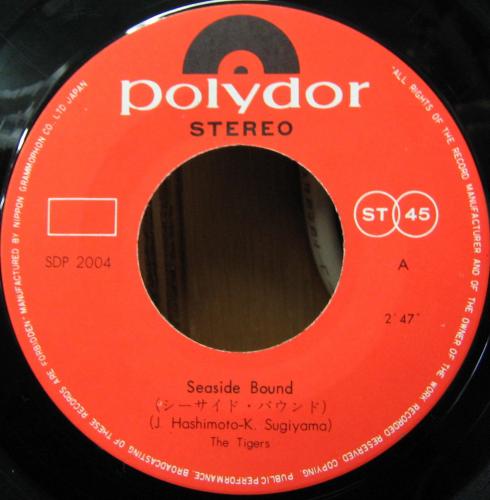 polydor
STEREO
ST 45
SDP 2004
A
2'47"
Seaside Bound
(シーサイド・バウンド)
(J. Hashimoto-K. Sugiyama)
The Tigers
ALL RIGHTS OF THE RECORD MANUFACTURER AND OF THE OWNER OF THE WORK RECORDED RESERVED COPYING, PUBLIC PERFORMANCE, BROADCASTING OF THESE RECORDS ARE FORBIDDEN · MANUFACTURED BY NIPPON GRAMMOPHON CO. LTD JAPAN